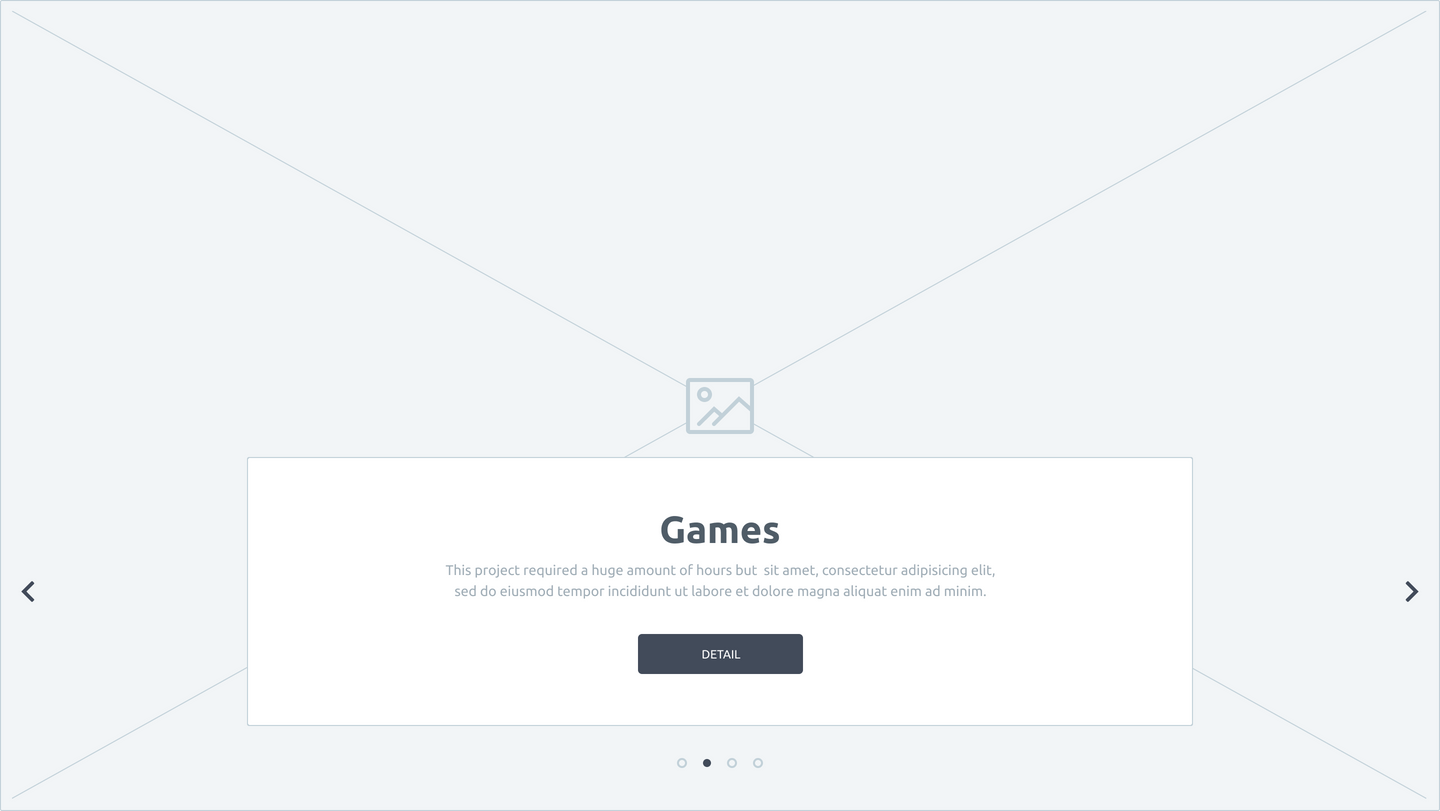 Games
This project required a huge amount of hours but  sit amet, consectetur adipisicing elit,
sed do eiusmod tempor incididunt ut labore et dolore magna aliquat enim ad minim.
DETAIL